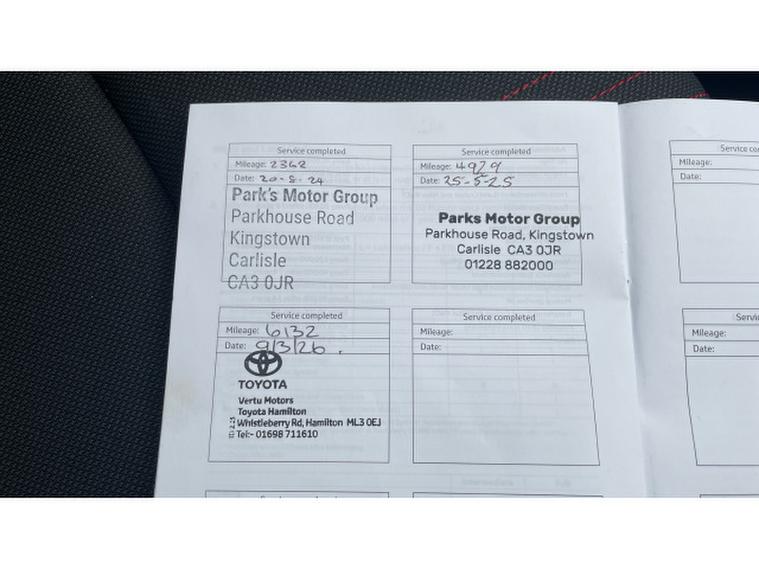 Service completed
Mileage: 2362
Date: 20-8-24
Park's Motor Group
Parkhouse Road
Kingstown
Carlisle
CA3 0JR
Service completed
Mileage: 4979
Date: 25-5-25
Parks Motor Group
Parkhouse Road, Kingstown
Carlisle CA3 0JR
01228 882000
Service completed
Mileage: 6132
Date: 9/3/26.
TOYOTA
Vertu Motors
Toyota Hamilton
Whistleberry Rd, Hamilton ML3 0EJ
Tel:- 01698 711610
Service completed
Mileage:
Date:
Mileage:
Date:
Mileage:
Date: